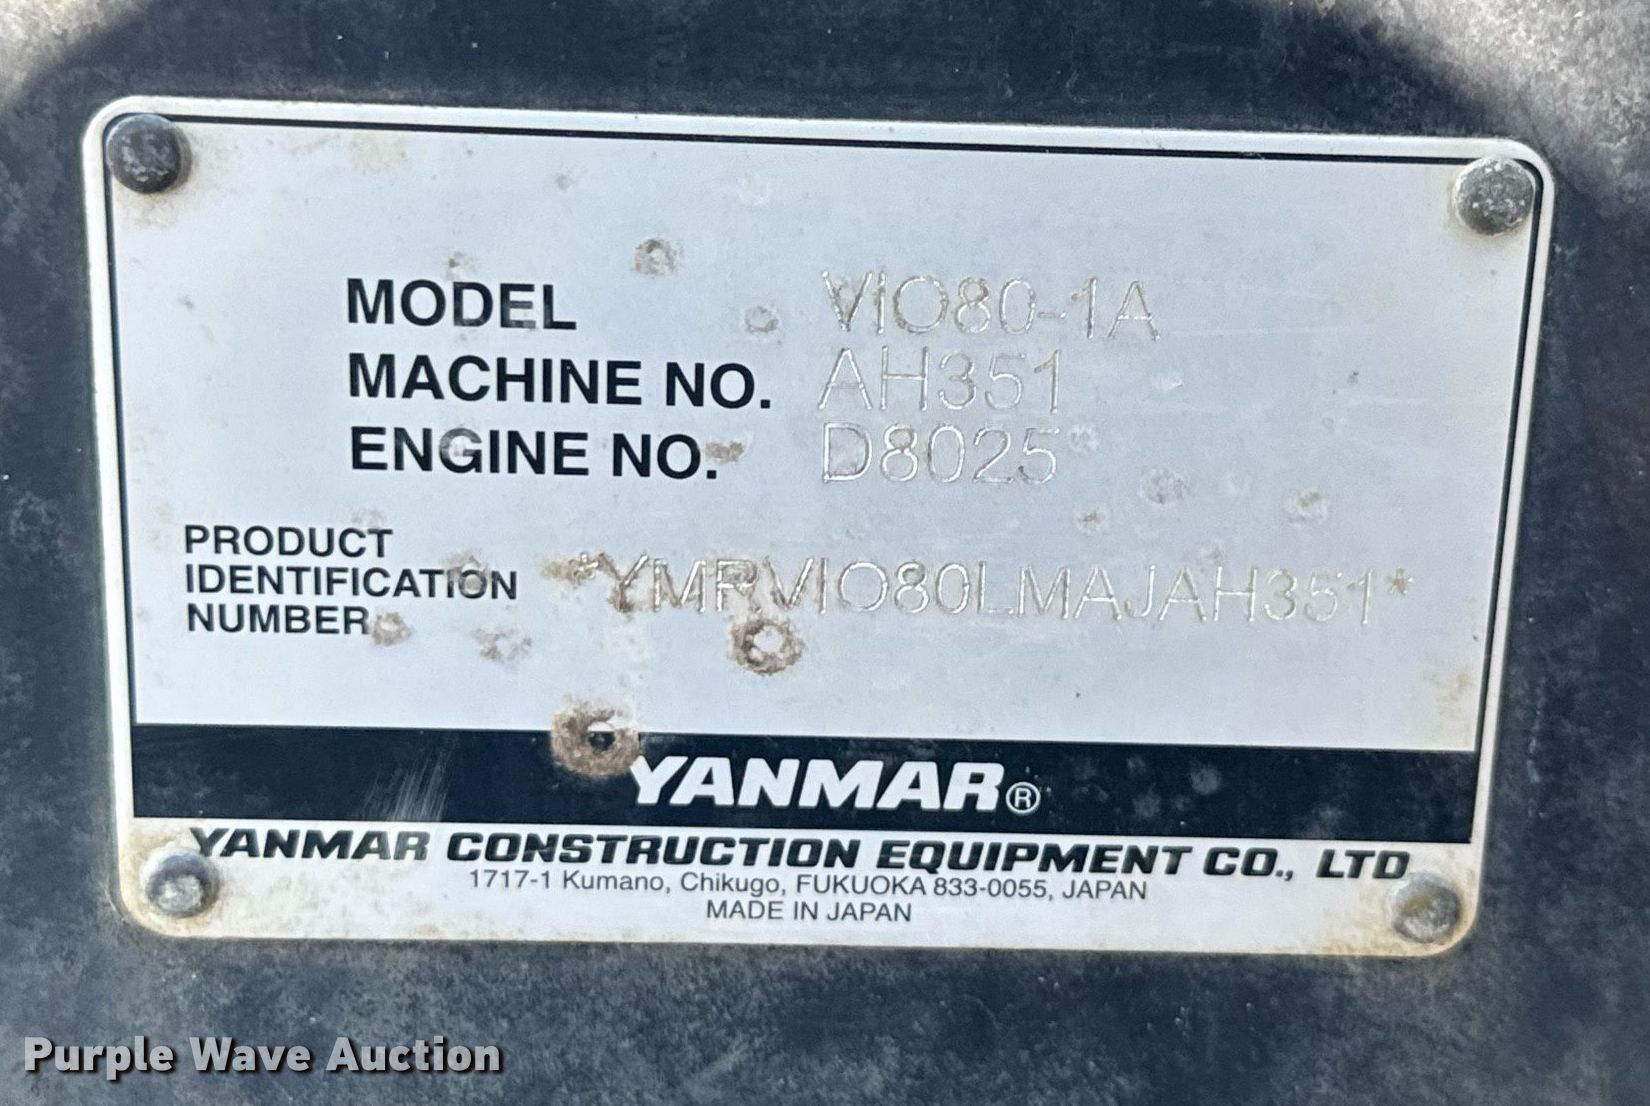 MODEL VIO80-1A
MACHINE NO. AH351
ENGINE NO. D8025
PRODUCT
IDENTIFICATION
NUMBER
*YMRVIO80LMAJAH351*
YANMAR®
YANMAR CONSTRUCTION EQUIPMENT CO., LTD
1717-1 Kumano, Chikugo, FUKUOKA 833-0055, JAPAN
MADE IN JAPAN
Purple Wave Auction